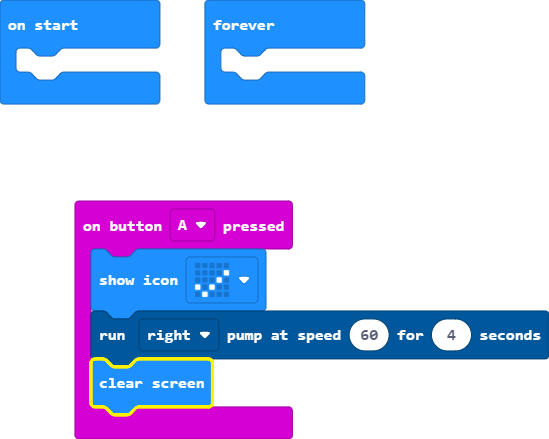 on start
forever
on button A pressed
show icon
run right pump at speed 60 for 4 seconds
clear screen